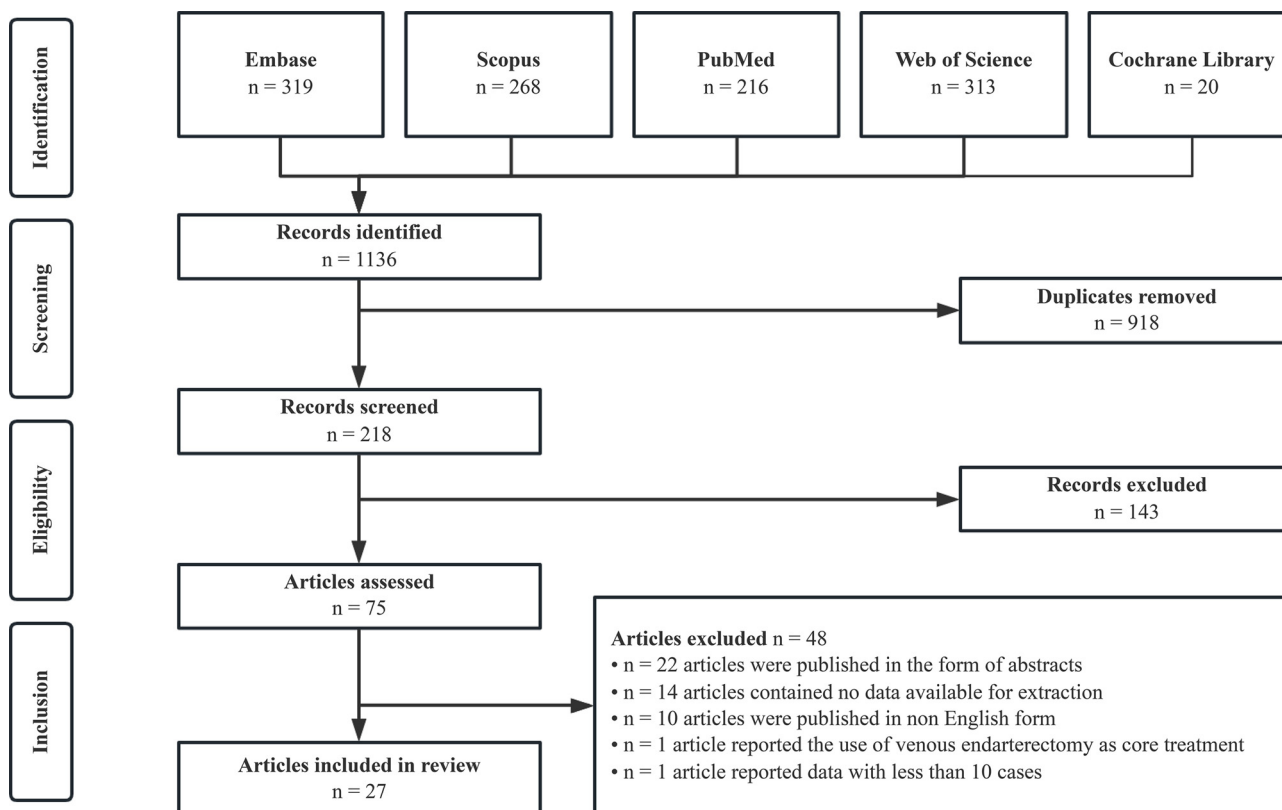 Identification
Embase
n = 319
Scopus
n = 268
PubMed
n = 216
Web of Science
n = 313
Cochrane Library
n = 20
Records identified
n = 1136
Screening
Duplicates removed
n = 918
Records screened
n = 218
Eligibility
Records excluded
n = 143
Articles assessed
n = 75
Inclusion
Articles excluded n = 48
• n = 22 articles were published in the form of abstracts
• n = 14 articles contained no data available for extraction
• n = 10 articles were published in non English form
• n = 1 article reported the use of venous endarterectomy as core treatment
• n = 1 article reported data with less than 10 cases
Articles included in review
n = 27